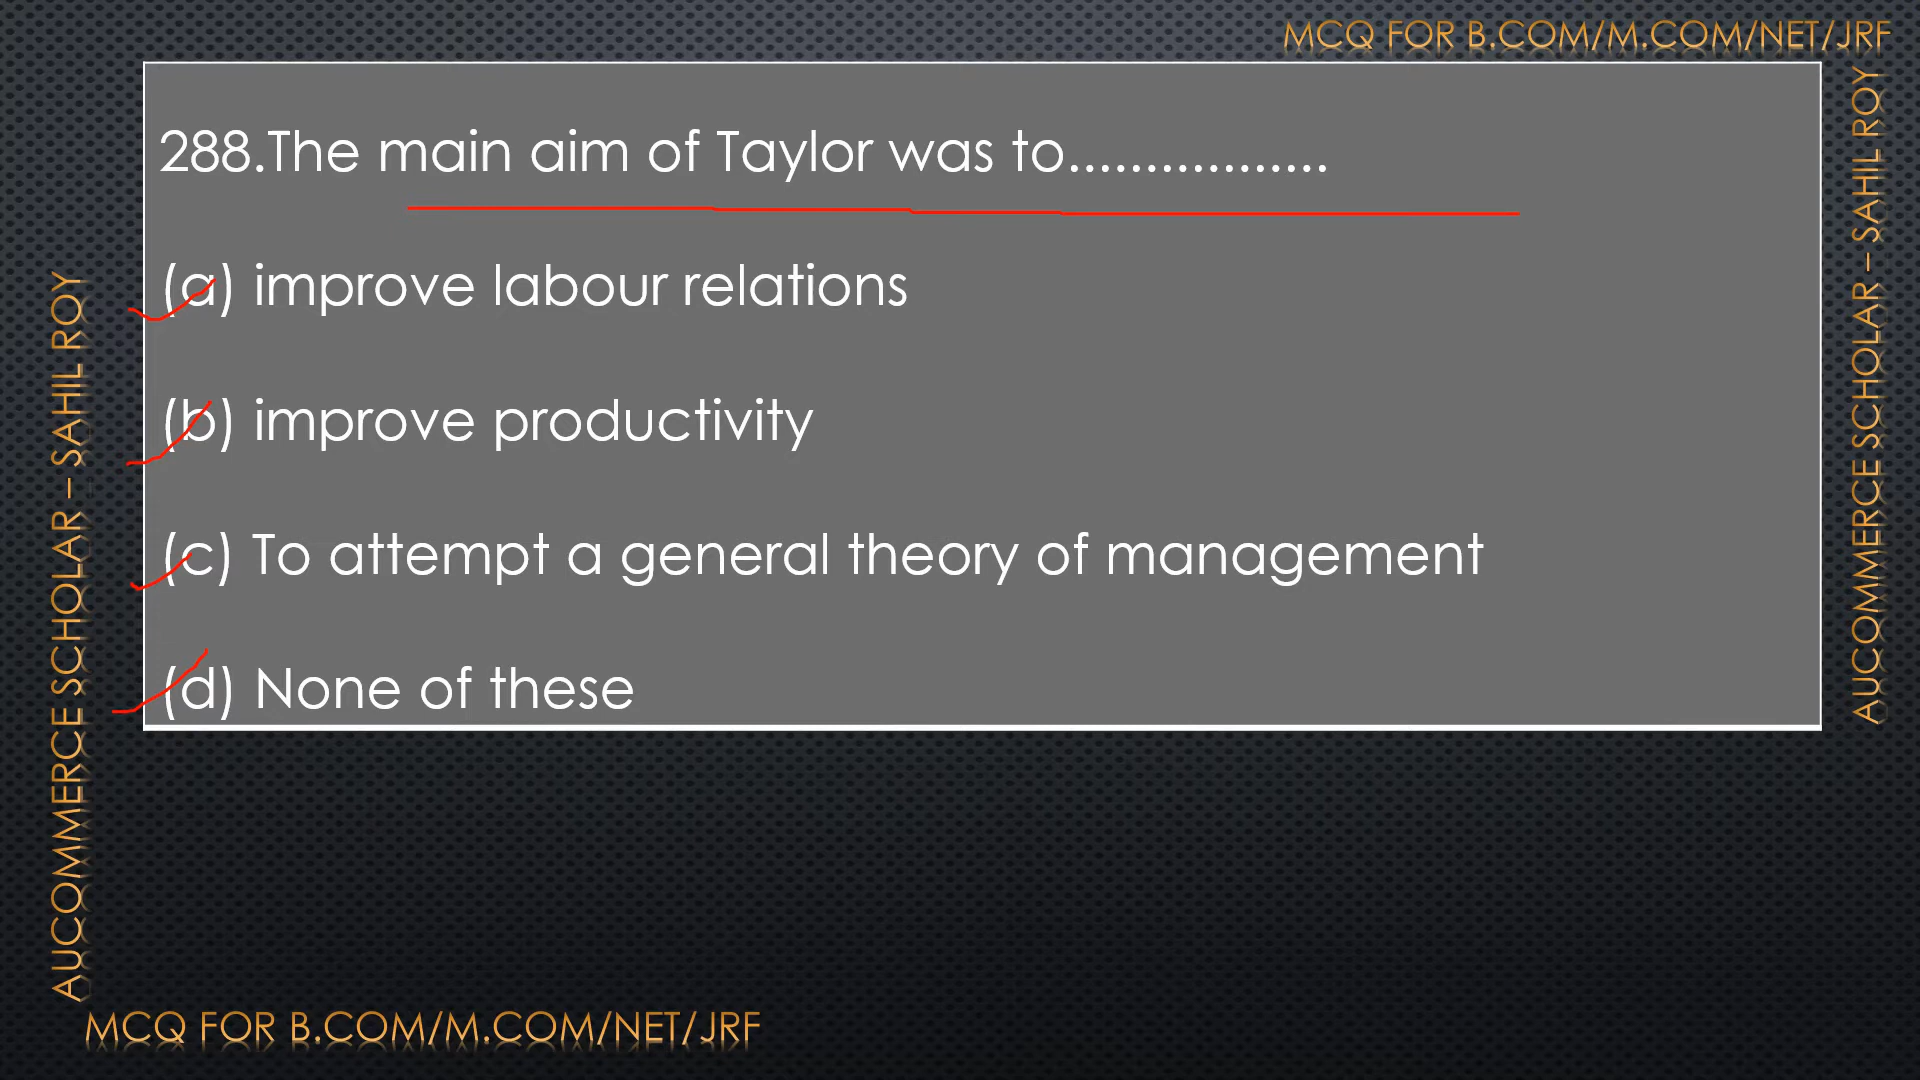 MCQ FOR B.COM/M.COM/NET/JRF
288.The main aim of Taylor was to.................
(a) improve labour relations
(b) improve productivity
(c) To attempt a general theory of management
(d) None of these
AUCOMMERCE SCHOLAR – SAHIL ROY
AUCOMMERCE SCHOLAR – SAHIL ROY
MCQ FOR B.COM/M.COM/NET/JRF